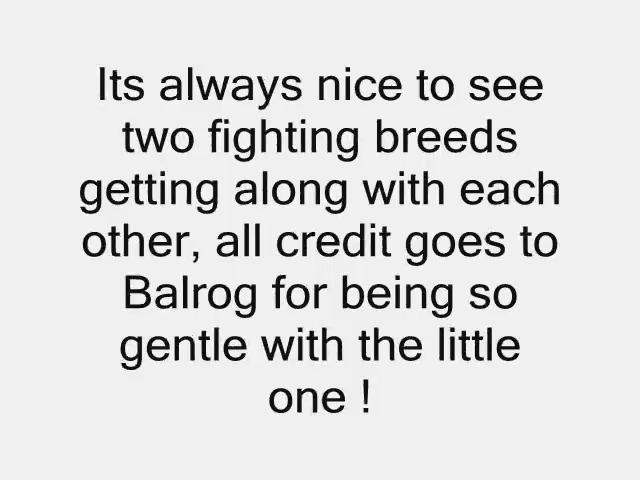 Its always nice to see
two fighting breeds
getting along with each
other, all credit goes to
Balrog for being so
gentle with the little
one !